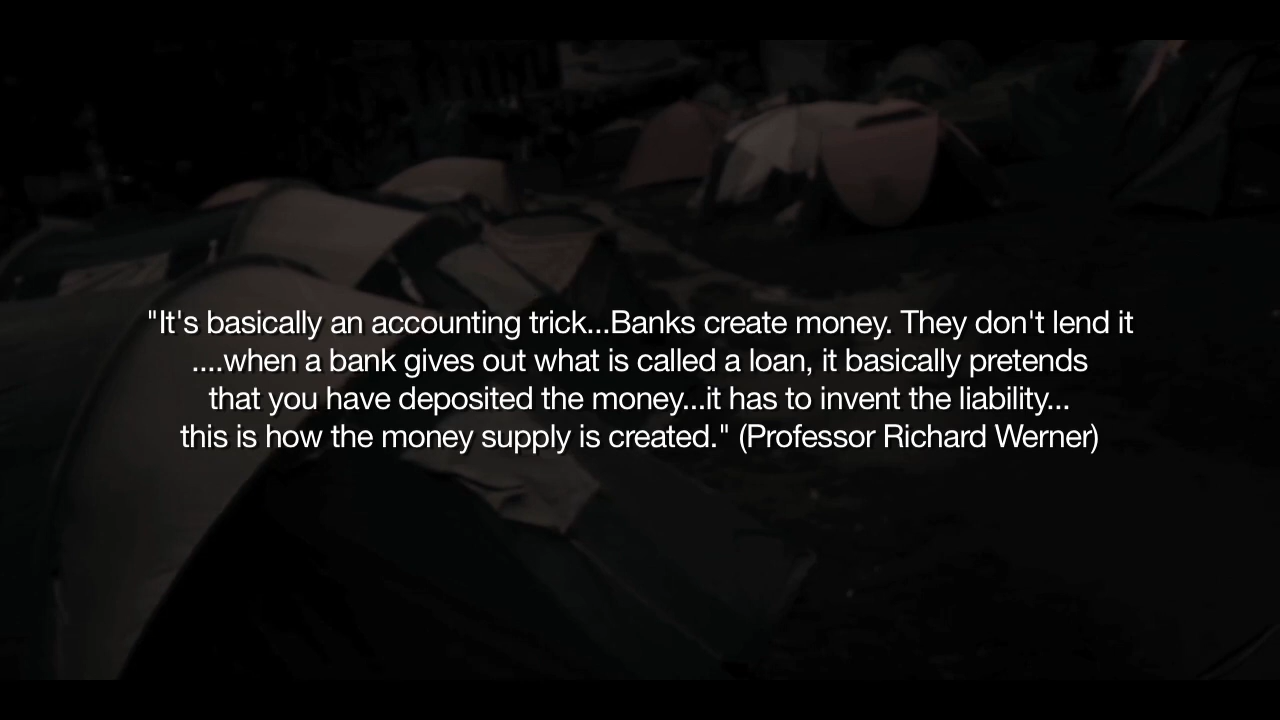 "It's basically an accounting trick...Banks create money. They don't lend it
....when a bank gives out what is called a loan, it basically pretends
that you have deposited the money...it has to invent the liability...
this is how the money supply is created." (Professor Richard Werner)